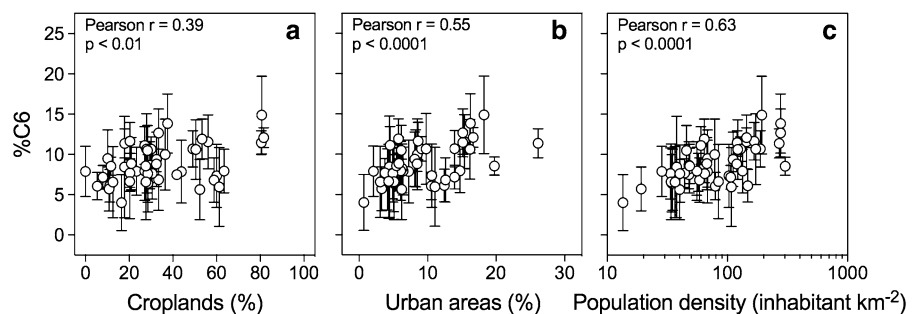 Pearson r = 0.39
p < 0.01
a
Pearson r = 0.55
p < 0.0001
b
Pearson r = 0.63
p < 0.0001
c
%C6
25
20
15
10
5
0
0 20 40 60 80 100
0 10 20 30
10 100 1000
Croplands (%)
Urban areas (%)
Population density (inhabitant km-2)